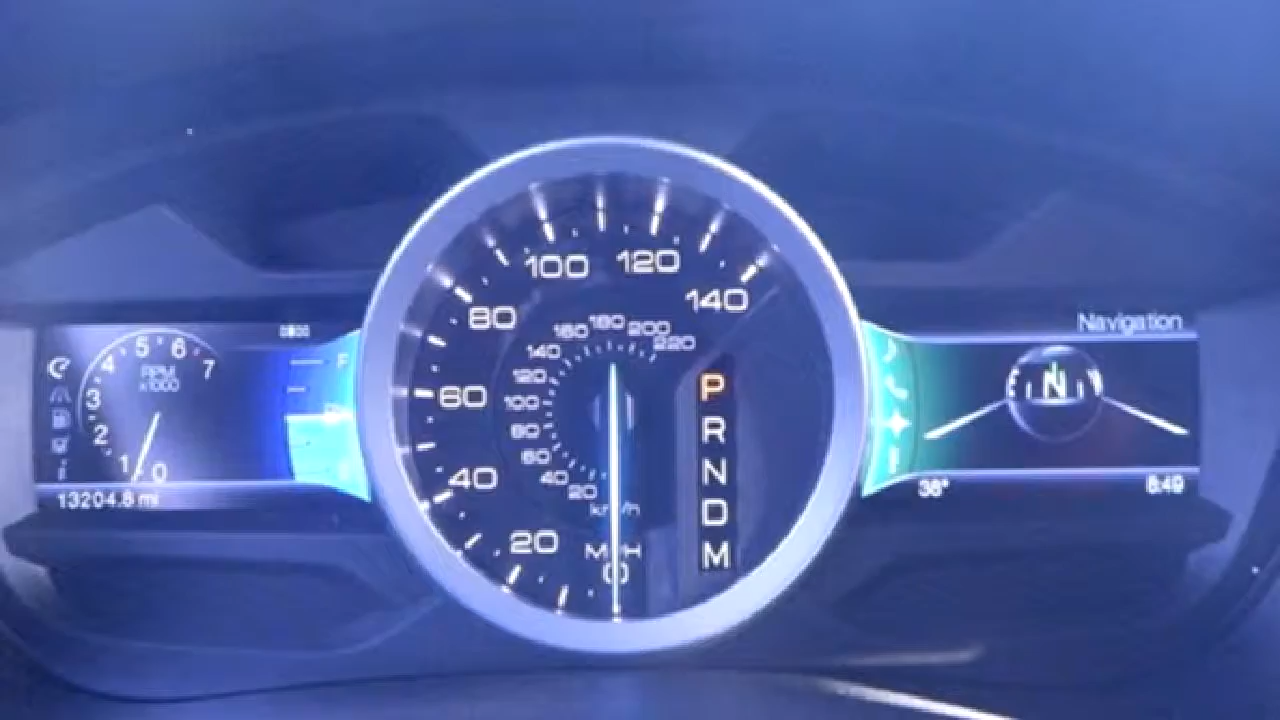 Navigation
N
38°
8:49
0 1 2 3 4 5 6 7
RPM
x1000
F
13204.8 mi
0 20 40 60 80 100 120 140
MPH
20 40 60 80 100 120 140 160 180 200 220
km/h
P
R
N
D
M